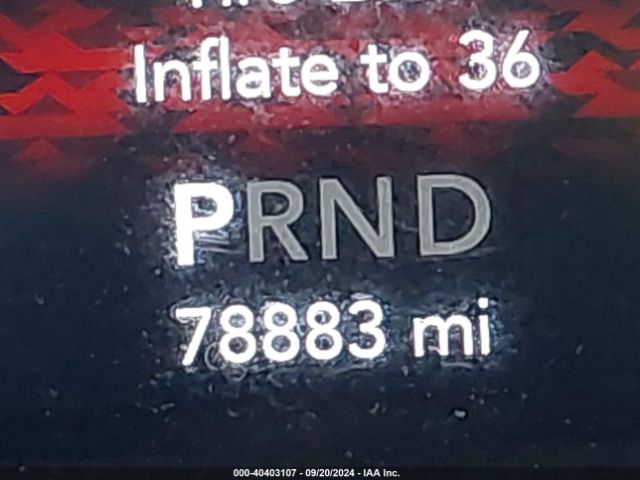 Inflate to 36
PRND
78883 mi
000-40403107 - 09/20/2024 - IAA Inc.